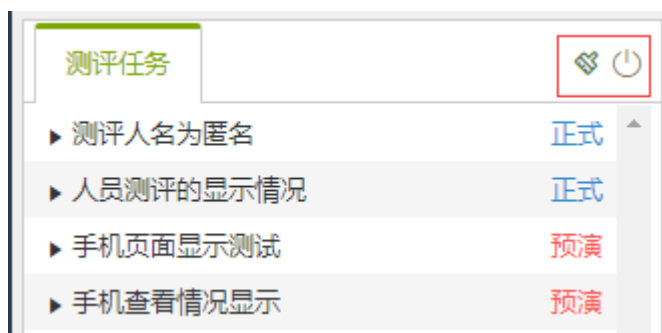 测评任务
测评人名为匿名 正式
人员测评的显示情况 正式
手机页面显示测试 预演
手机查看情况显示 预演